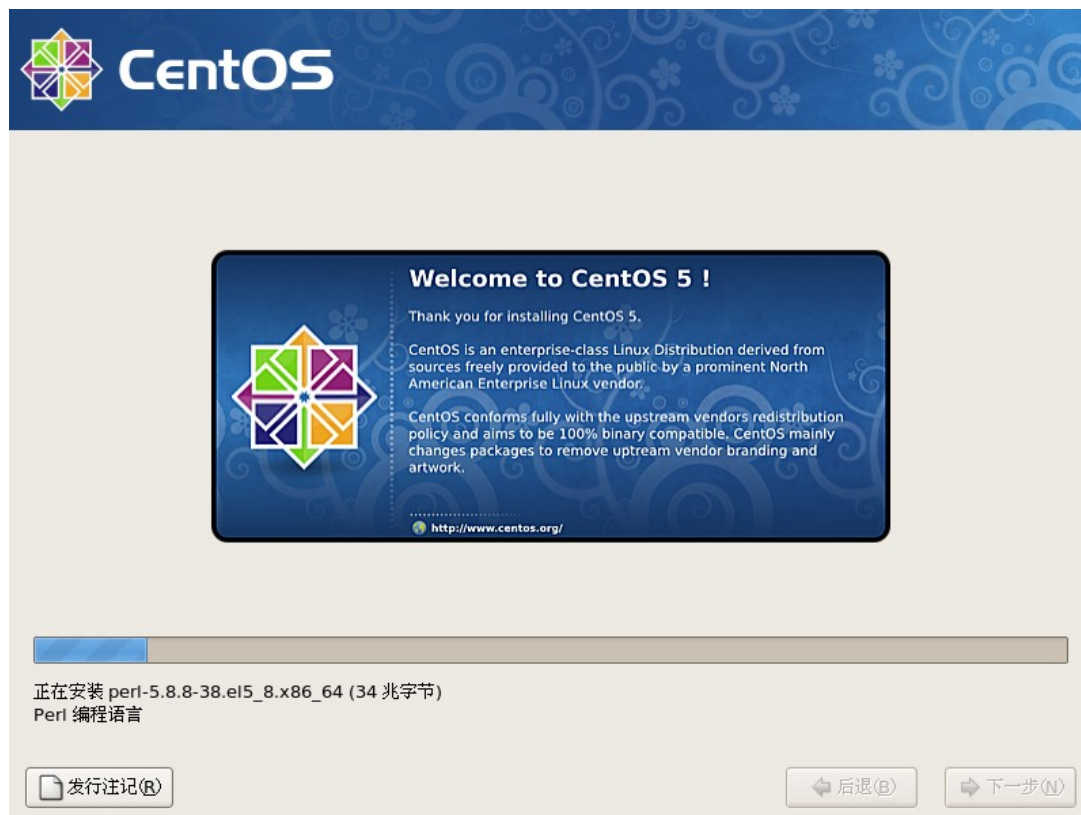 CentOS
Welcome to CentOS 5 !
Thank you for installing CentOS 5.
CentOS is an enterprise-class Linux Distribution derived from
sources freely provided to the public by a prominent North
American Enterprise Linux vendor.
CentOS conforms fully with the upstream vendors redistribution
policy and aims to be 100% binary compatible. CentOS mainly
changes packages to remove uptream vendor branding and
artwork.
http://www.centos.org/
正在安装 perl-5.8.8-38.el5_8.x86_64 (34 兆字节)
Perl 编程语言
发行注记(R)
后退(B)
下一步(N)